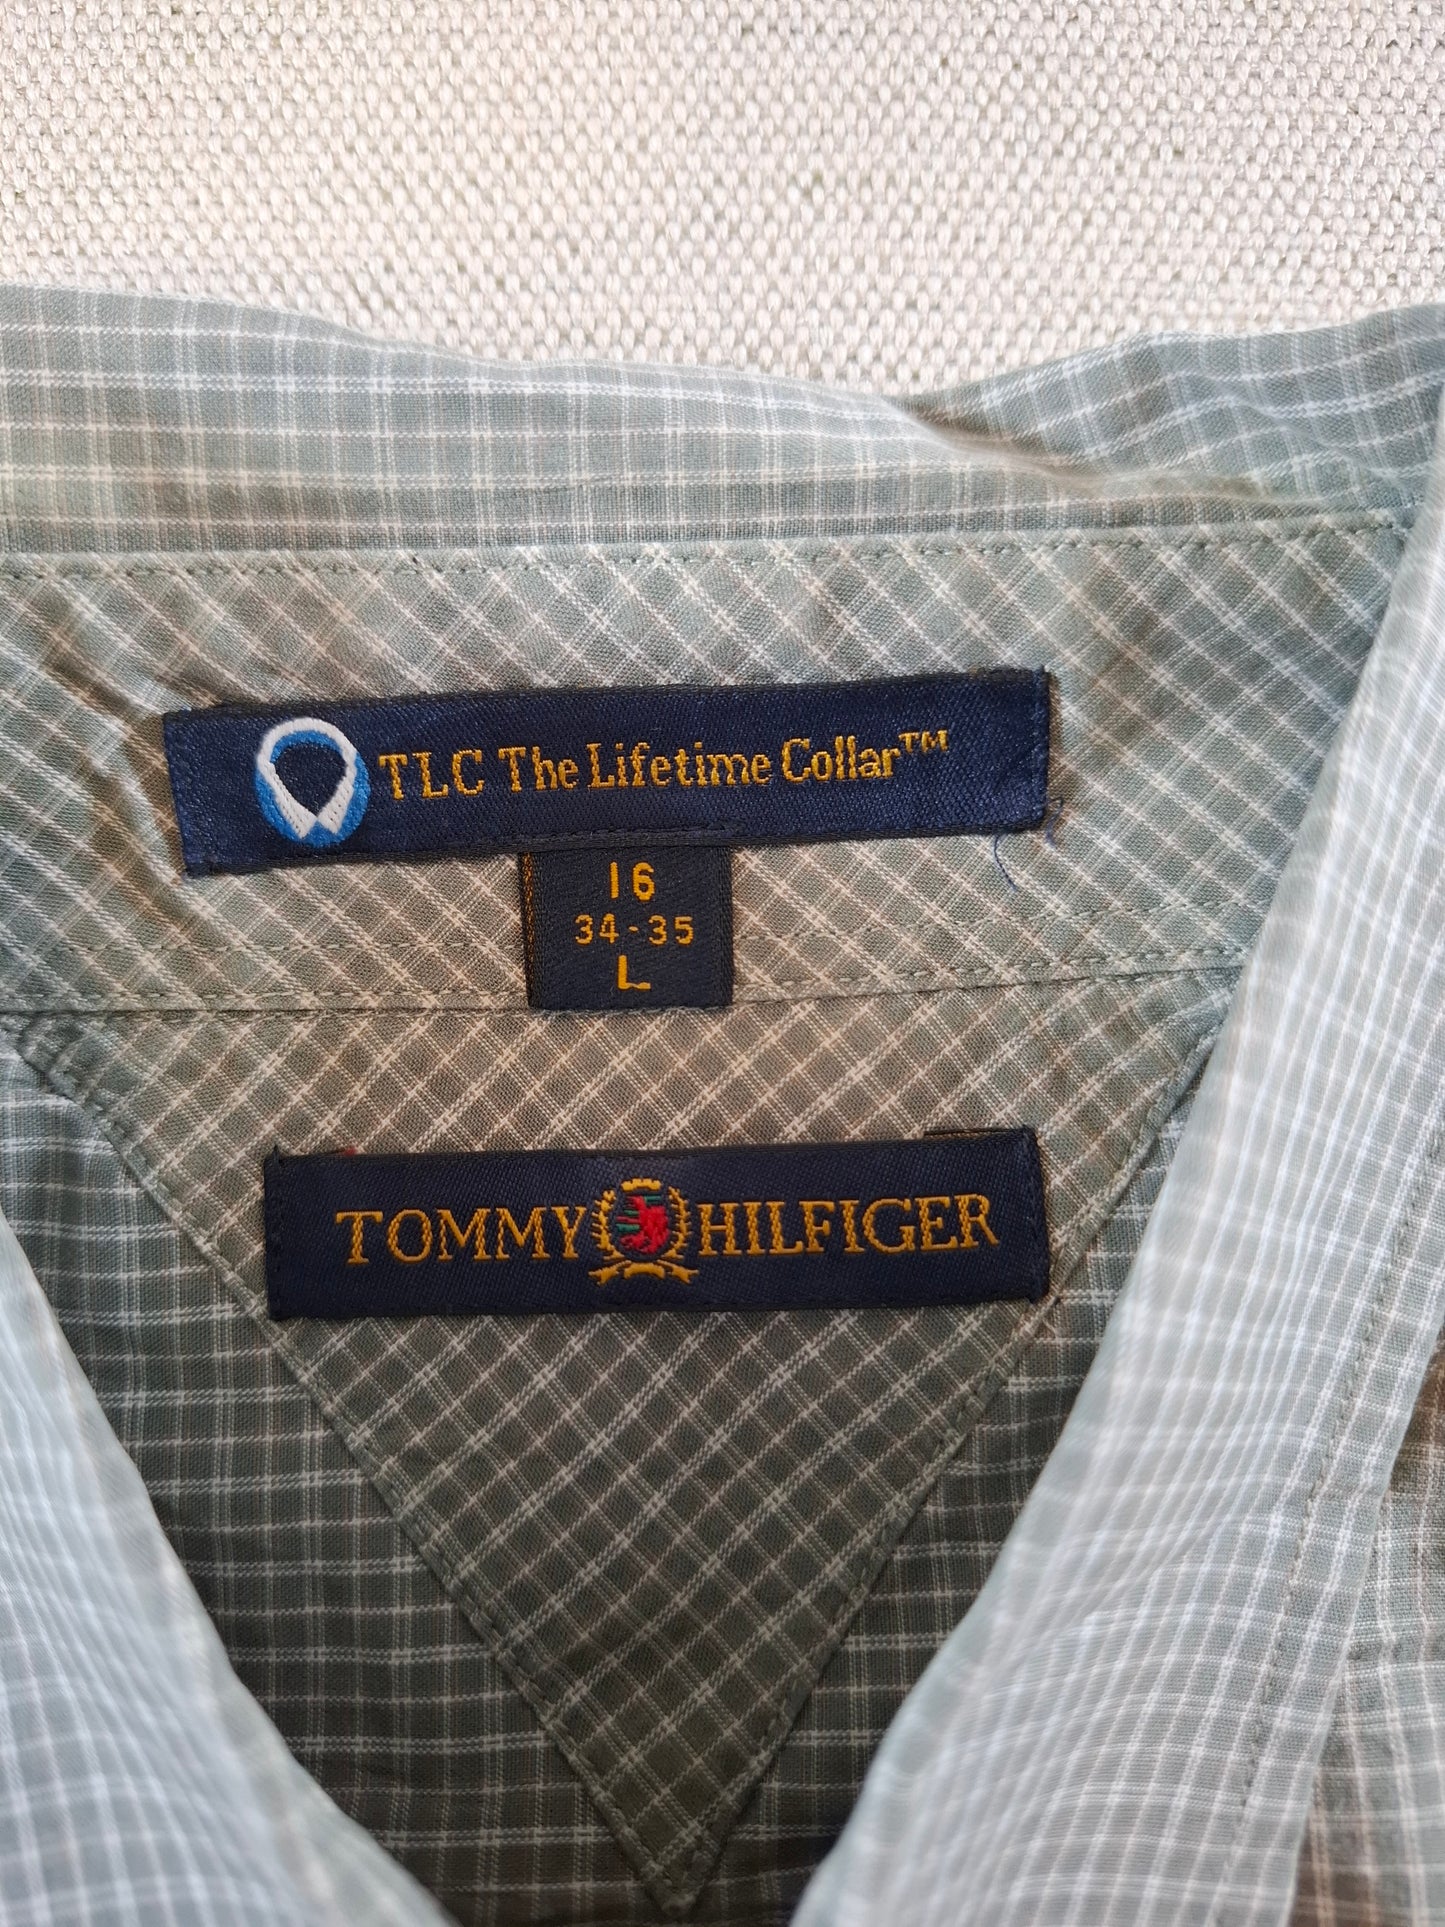 TLC The Lifetime Collar™
16
34-35
L
TOMMY HILFIGER